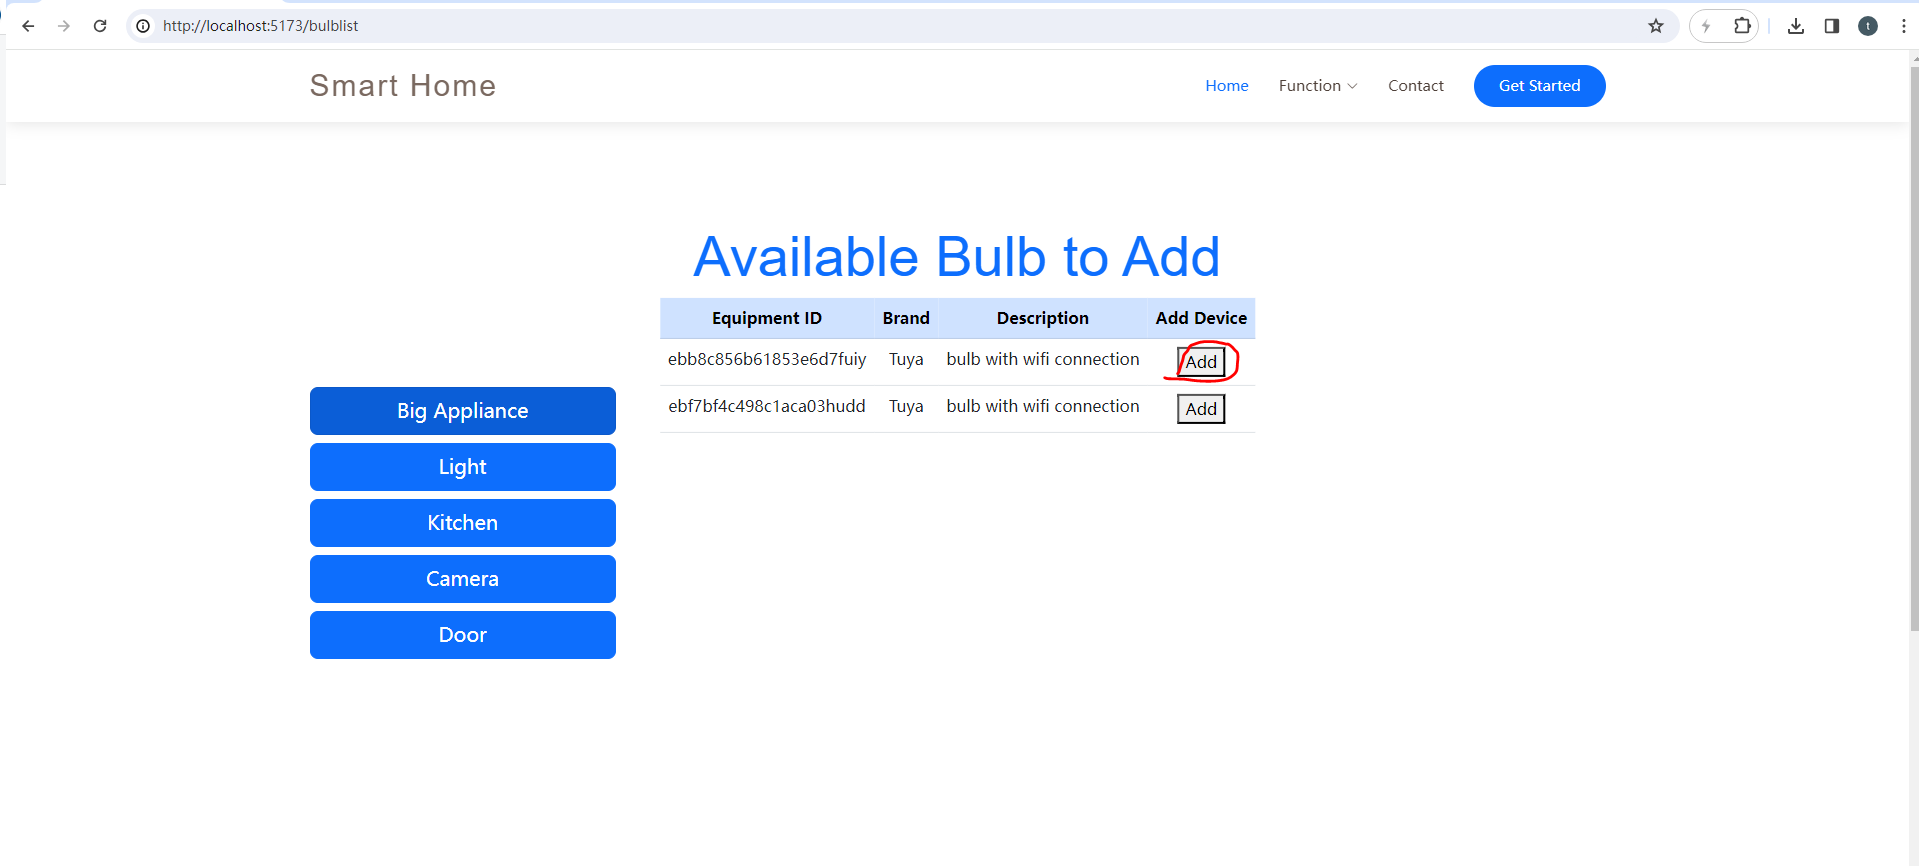 http://localhost:5173/bulblist
t
Smart Home
Home Function Contact Get Started
Available Bulb to Add
Equipment ID Brand Description Add Device
ebb8c856b61853e6d7fuiy Tuya bulb with wifi connection Add
ebf7bf4c498c1aca03hudd Tuya bulb with wifi connection Add
Big Appliance
Light
Kitchen
Camera
Door